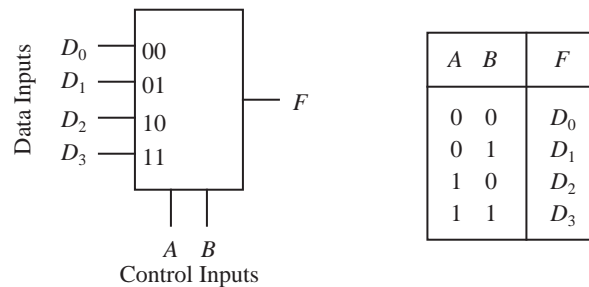 Data Inputs
D₀ 00
D₁ 01
D₂ 10
D₃ 11
F
A B
Control Inputs
A B F
0 0 D₀
0 1 D₁
1 0 D₂
1 1 D₃